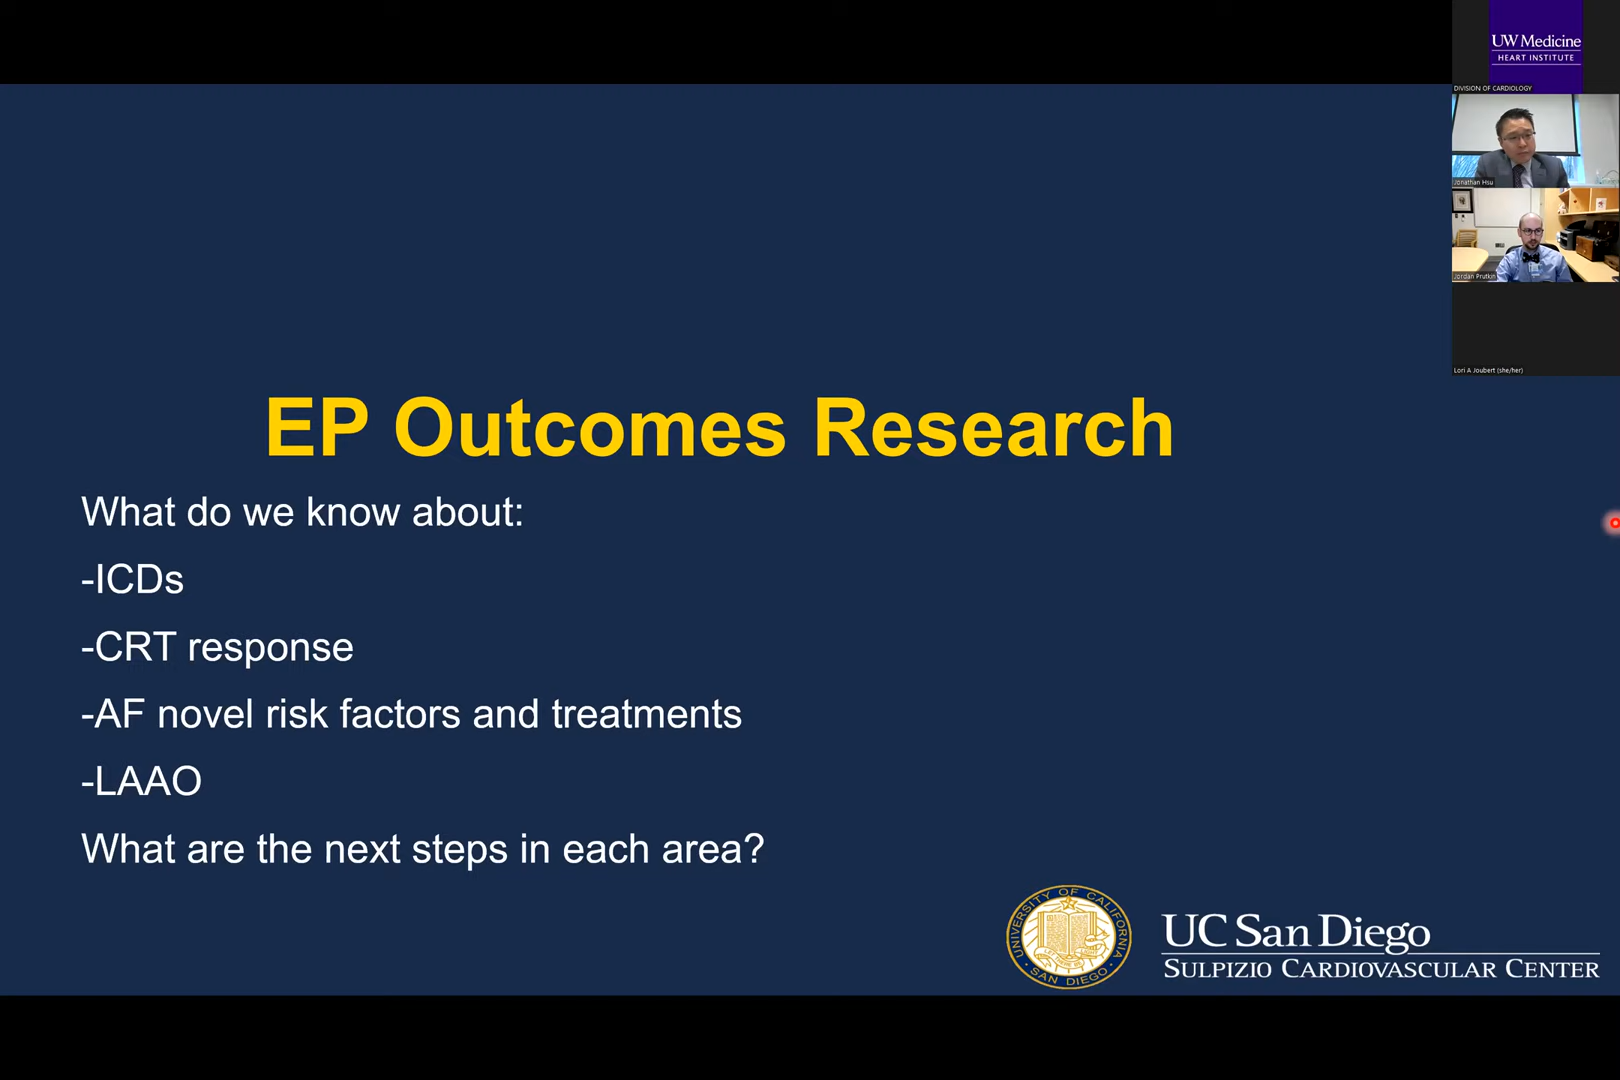 UW Medicine
HEART INSTITUTE
DIVISION OF CARDIOLOGY
Jonathan Hsu
Jordan Prutkin
Lori A Joubert (she/her)
EP Outcomes Research
What do we know about:
-ICDs
-CRT response
-AF novel risk factors and treatments
-LAAO
What are the next steps in each area?
UNIVERSITY OF CALIFORNIA
SAN DIEGO
UC San Diego
SULPIZIO CARDIOVASCULAR CENTER